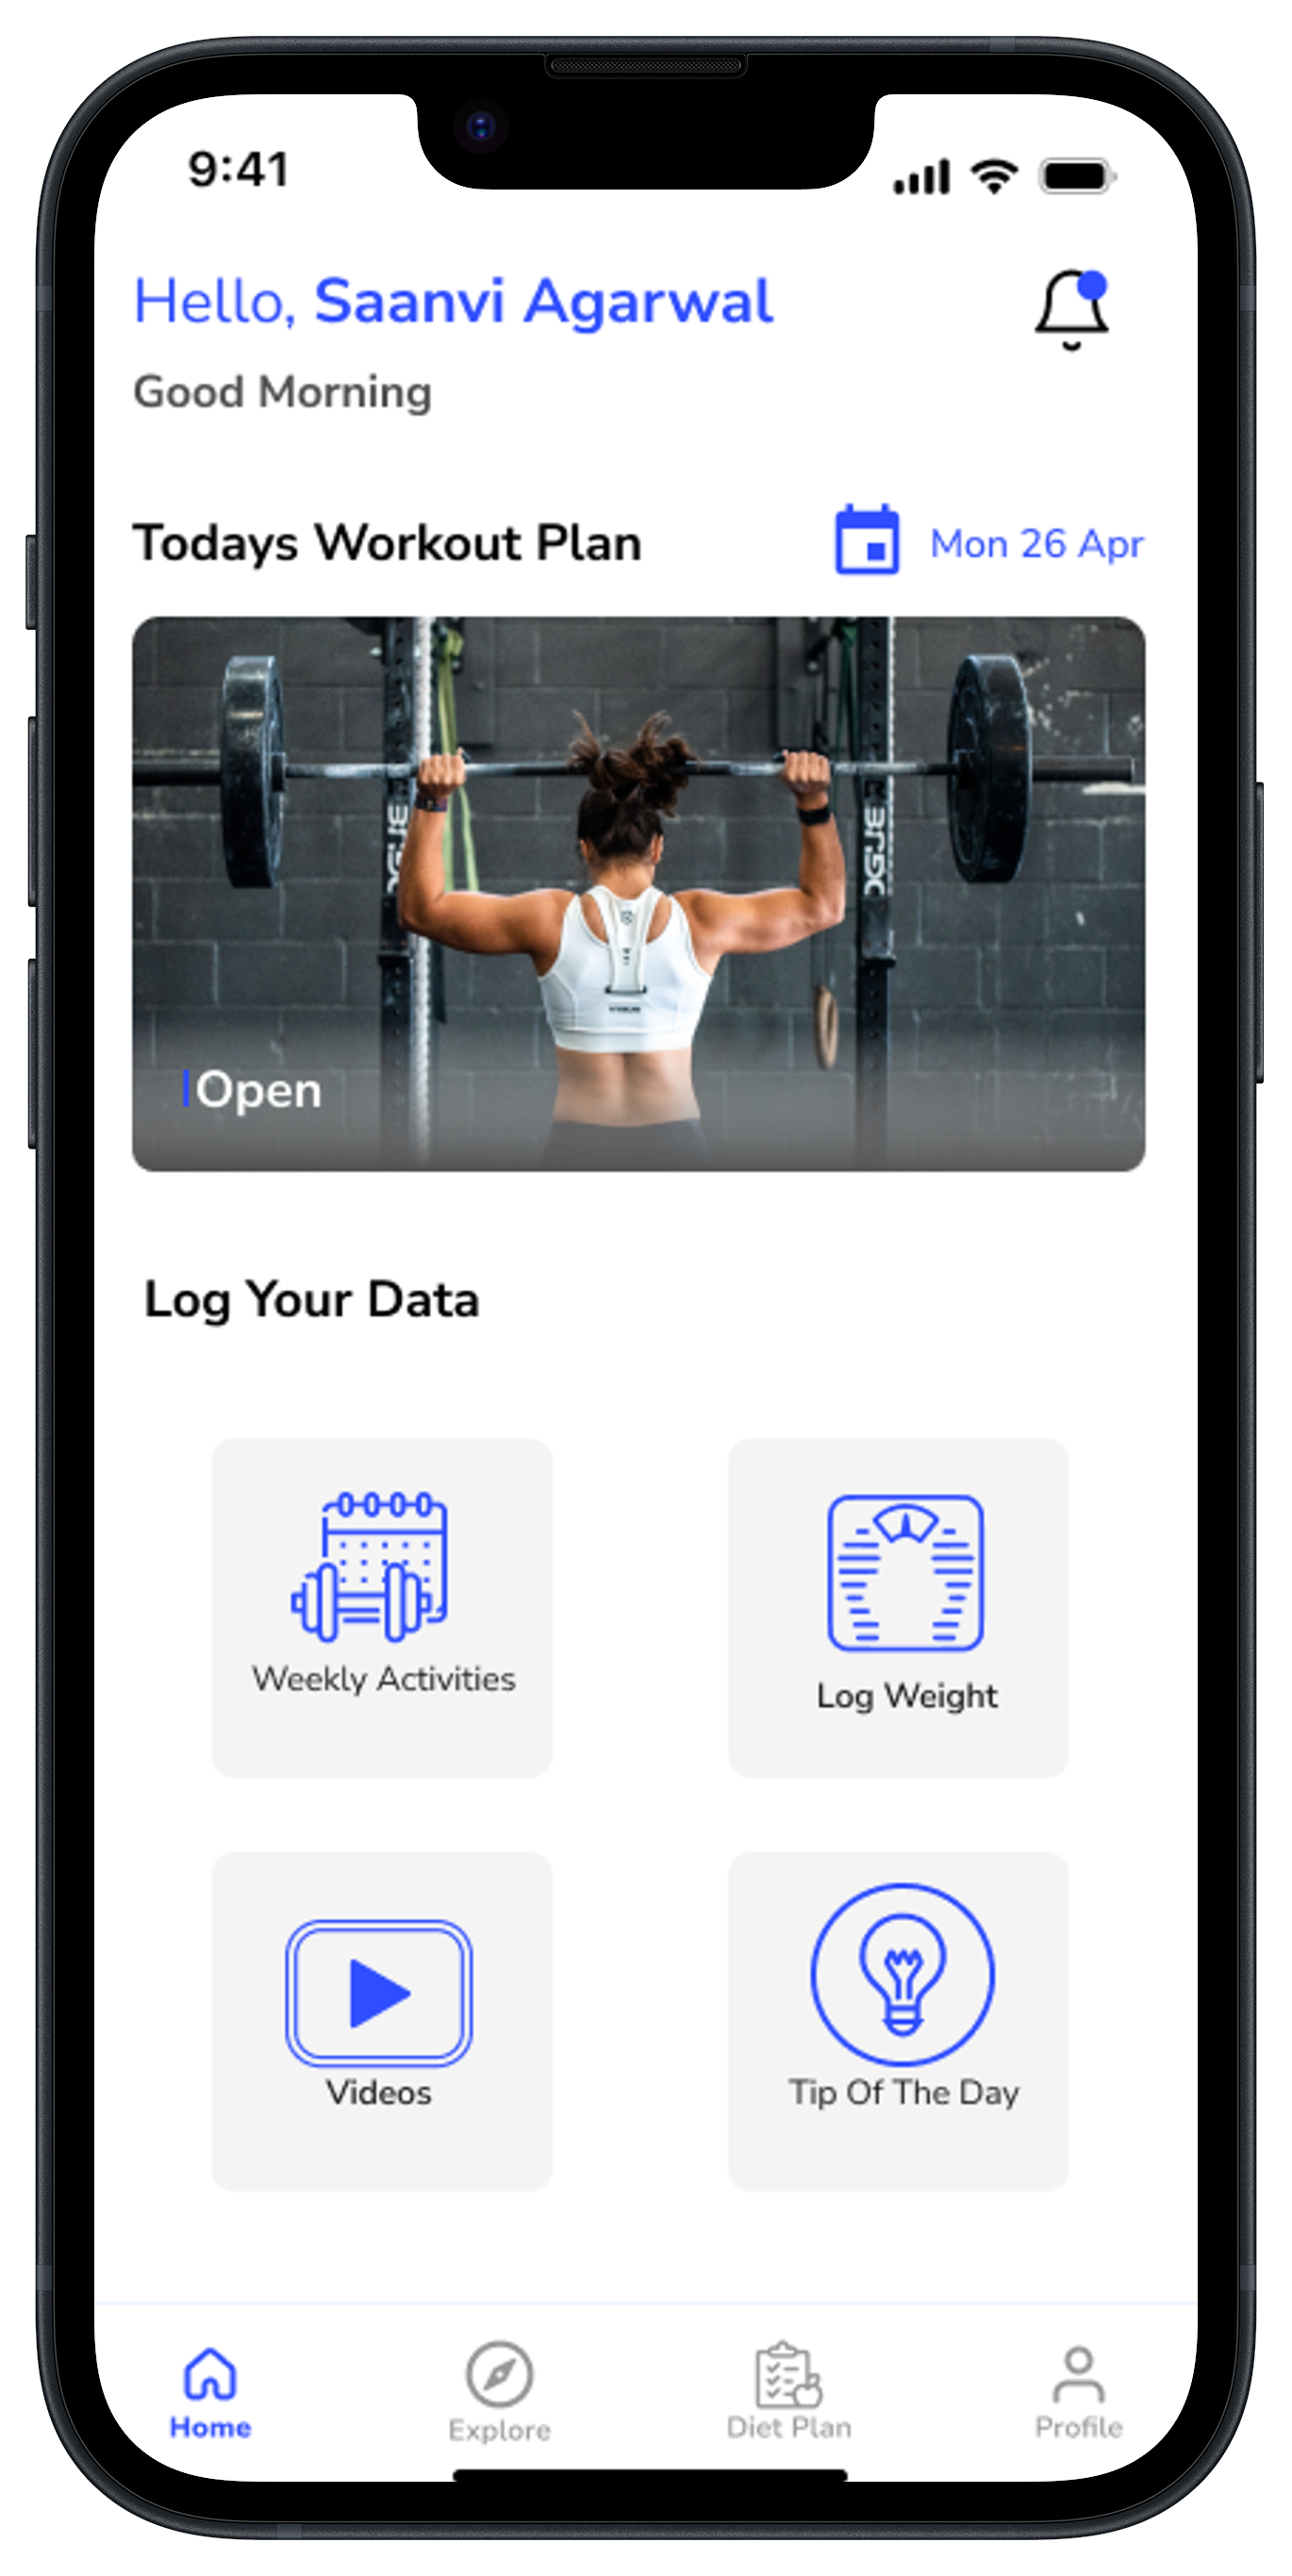 9:41
Hello, Saanvi Agarwal
Good Morning
Todays Workout Plan
Mon 26 Apr
Open
Log Your Data
Weekly Activities
Log Weight
Videos
Tip Of The Day
Home
Explore
Diet Plan
Profile